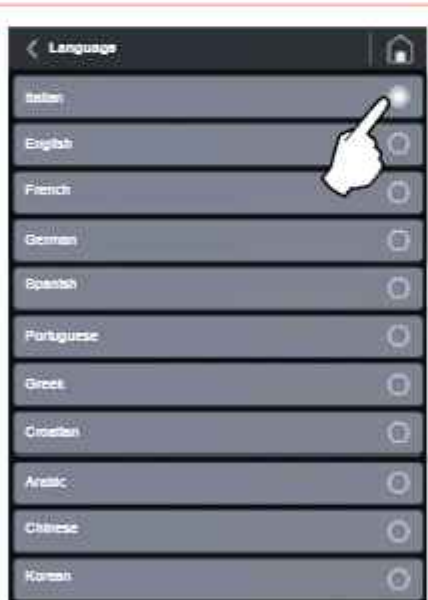 Language
Italian
English
French
German
Spanish
Portuguese
Greek
Croatian
Arabic
Chinese
Korean